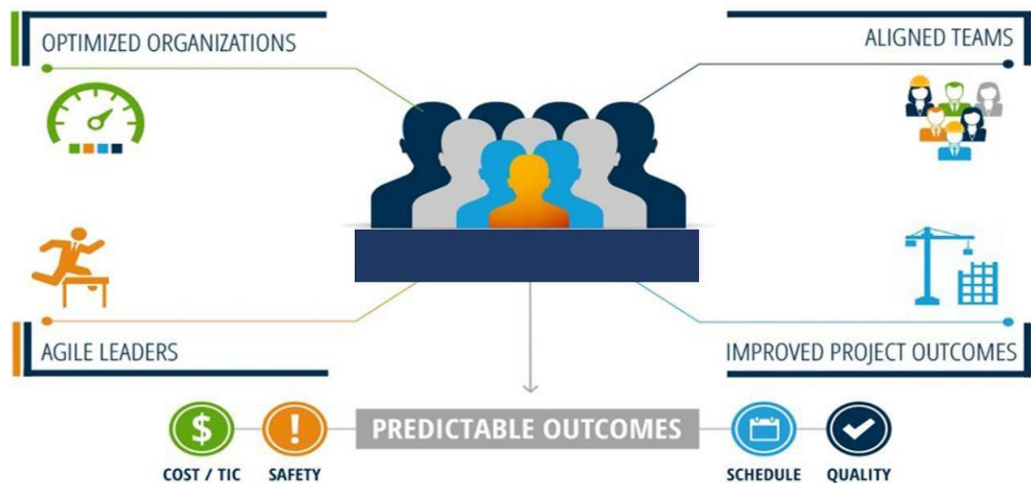 OPTIMIZED ORGANIZATIONS
ALIGNED TEAMS
AGILE LEADERS
IMPROVED PROJECT OUTCOMES
$
!
PREDICTABLE OUTCOMES
COST / TIC
SAFETY
SCHEDULE
QUALITY